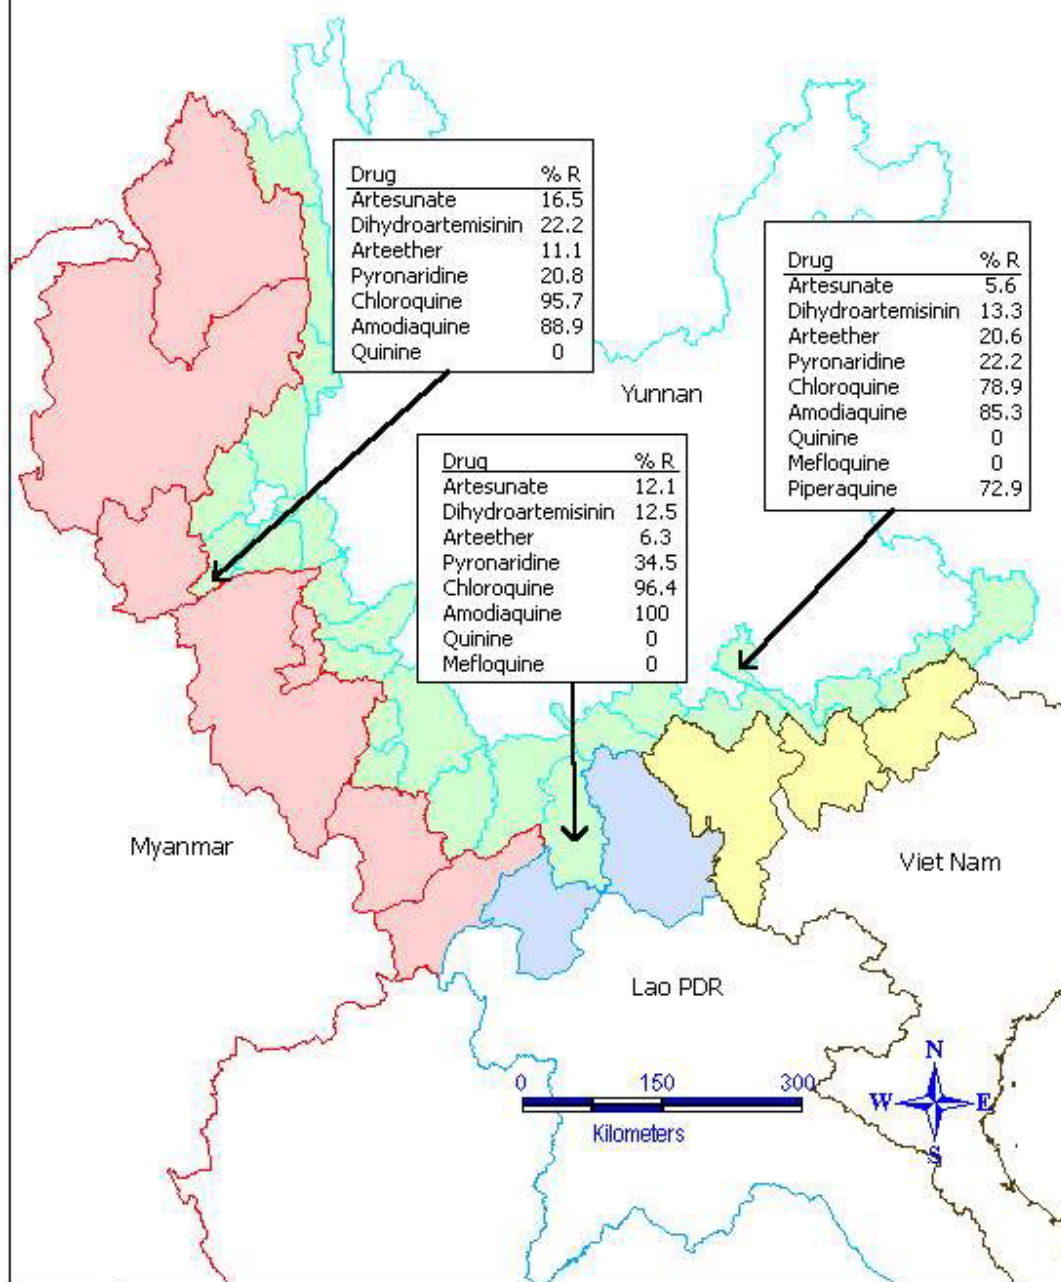 Drug % R
Artesunate 16.5
Dihydroartemisinin 22.2
Arteether 11.1
Pyronaridine 20.8
Chloroquine 95.7
Amodiaquine 88.9
Quinine 0
Drug % R
Artesunate 5.6
Dihydroartemisinin 13.3
Arteether 20.6
Pyronaridine 22.2
Chloroquine 78.9
Amodiaquine 85.3
Quinine 0
Mefloquine 0
Piperaquine 72.9
Yunnan
Drug % R
Artesunate 12.1
Dihydroartemisinin 12.5
Arteether 6.3
Pyronaridine 34.5
Chloroquine 96.4
Amodiaquine 100
Quinine 0
Mefloquine 0
Myanmar
Viet Nam
Lao PDR
0 150 300
Kilometers
N
W E
S